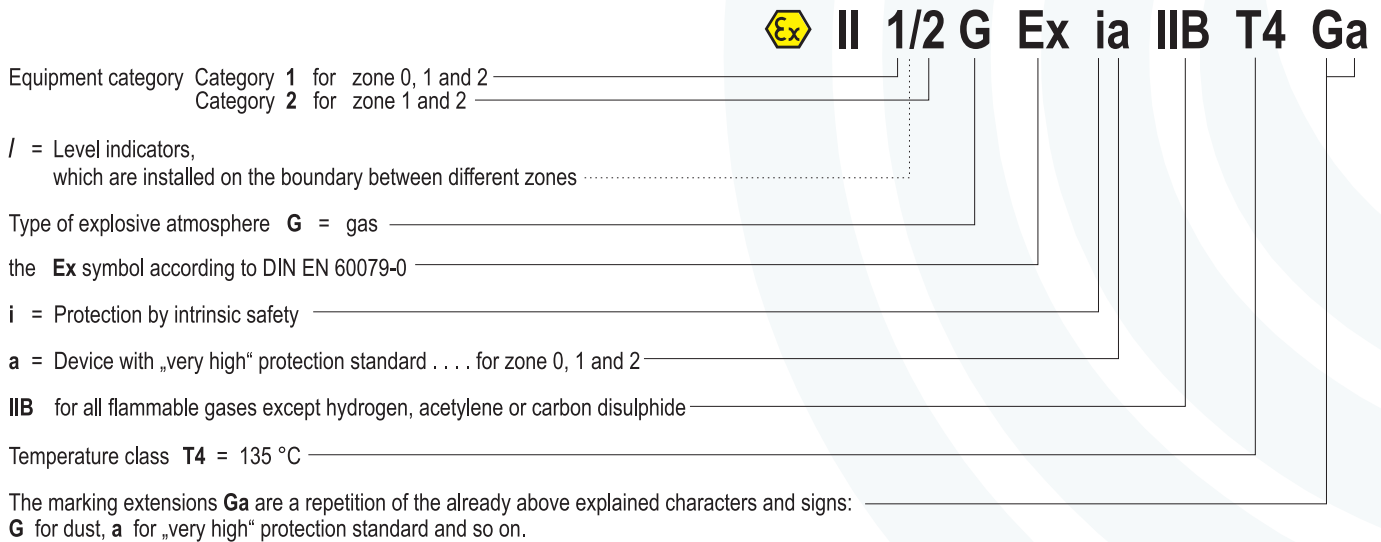 Ex II 1/2 G Ex ia IIB T4 Ga
Equipment category Category 1 for zone 0, 1 and 2
Category 2 for zone 1 and 2
/ = Level indicators,
which are installed on the boundary between different zones
Type of explosive atmosphere G = gas
the Ex symbol according to DIN EN 60079-0
i = Protection by intrinsic safety
a = Device with „very high“ protection standard . . . . for zone 0, 1 and 2
IIB for all flammable gases except hydrogen, acetylene or carbon disulphide
Temperature class T4 = 135 °C
The marking extensions Ga are a repetition of the already above explained characters and signs:
G for dust, a for „very high“ protection standard and so on.